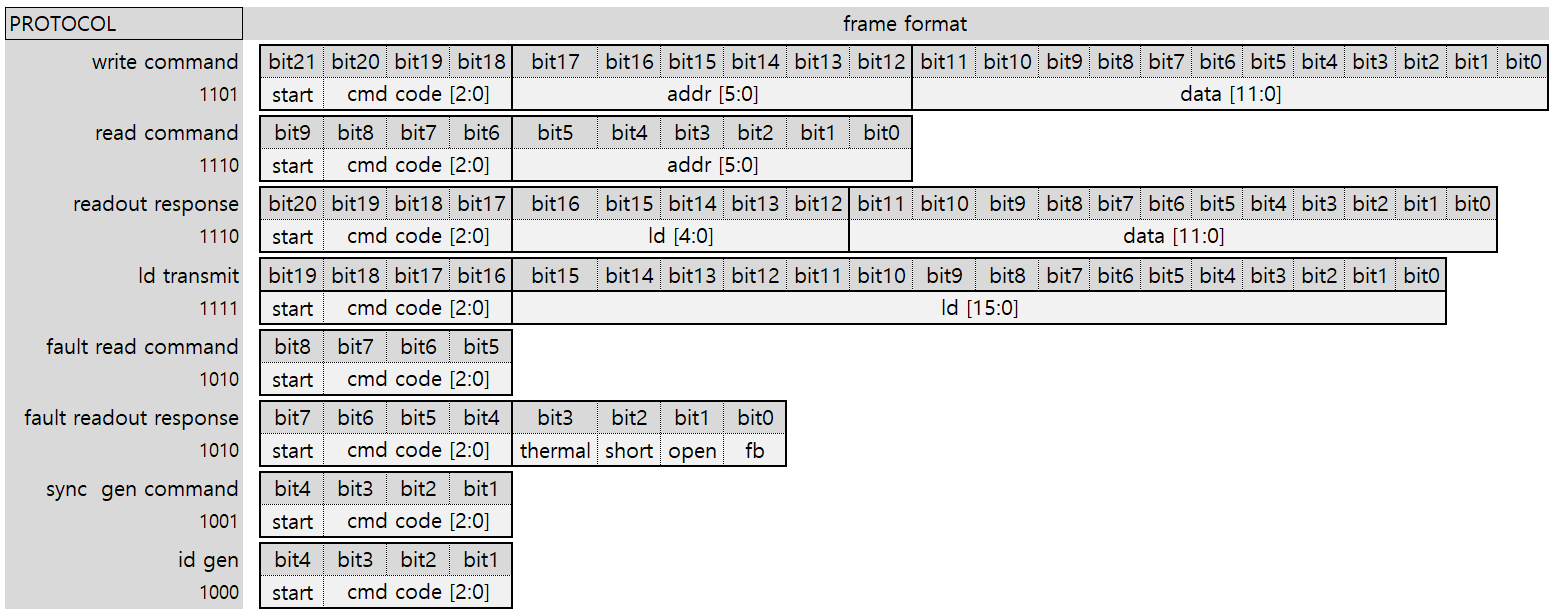 PROTOCOL frame format
write command bit21 bit20 bit19 bit18 bit17 bit16 bit15 bit14 bit13 bit12 bit11 bit10 bit9 bit8 bit7 bit6 bit5 bit4 bit3 bit2 bit1 bit0
1101 start cmd code [2:0] addr [5:0] data [11:0]
read command bit9 bit8 bit7 bit6 bit5 bit4 bit3 bit2 bit1 bit0
1110 start cmd code [2:0] addr [5:0]
readout response bit20 bit19 bit18 bit17 bit16 bit15 bit14 bit13 bit12 bit11 bit10 bit9 bit8 bit7 bit6 bit5 bit4 bit3 bit2 bit1 bit0
1110 start cmd code [2:0] ld [4:0] data [11:0]
ld transmit bit19 bit18 bit17 bit16 bit15 bit14 bit13 bit12 bit11 bit10 bit9 bit8 bit7 bit6 bit5 bit4 bit3 bit2 bit1 bit0
1111 start cmd code [2:0] ld [15:0]
fault read command bit8 bit7 bit6 bit5
1010 start cmd code [2:0]
fault readout response bit7 bit6 bit5 bit4 bit3 bit2 bit1 bit0
1010 start cmd code [2:0] thermal short open fb
sync gen command bit4 bit3 bit2 bit1
1001 start cmd code [2:0]
id gen bit4 bit3 bit2 bit1
1000 start cmd code [2:0]